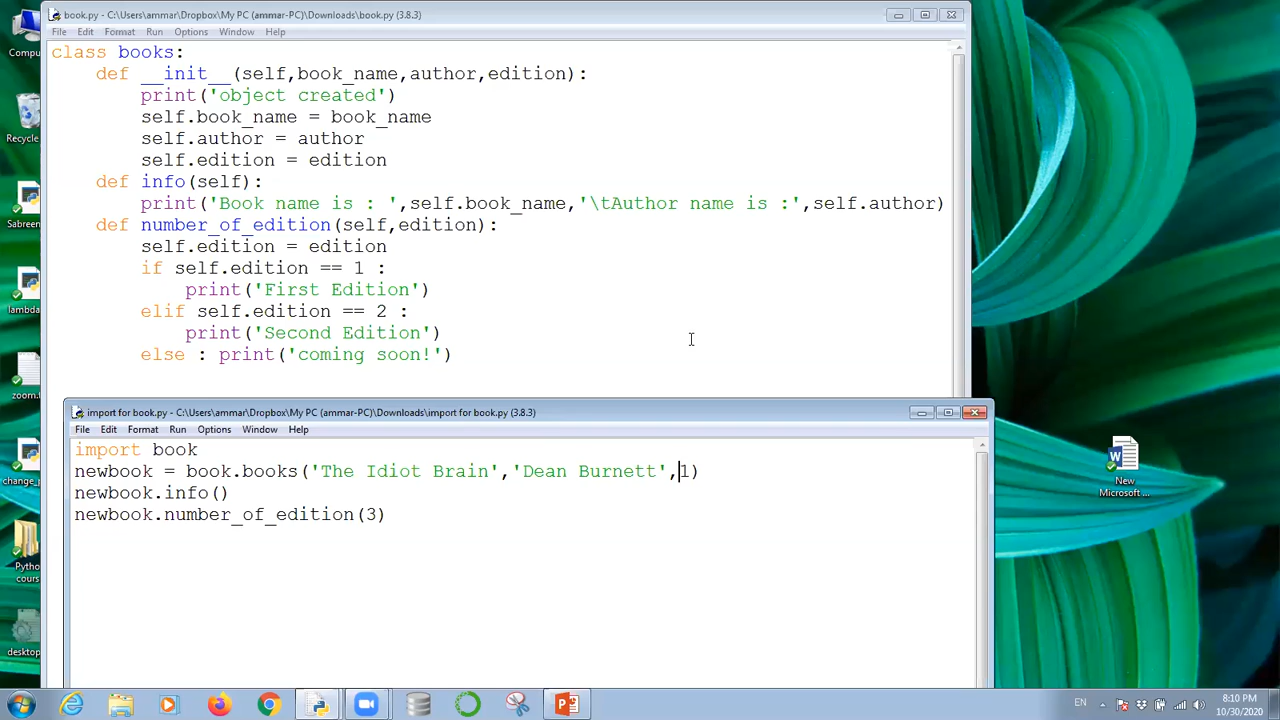 book.py - C:\Users\ammar\Dropbox\My PC (ammar-PC)\Downloads\book.py (3.8.3)
File Edit Format Run Options Window Help
class books:
    def __init__(self,book_name,author,edition):
        print('object created')
        self.book_name = book_name
        self.author = author
        self.edition = edition
    def info(self):
        print('Book name is : ',self.book_name,'\tAuthor name is :',self.author)
    def number_of_edition(self,edition):
        self.edition = edition
        if self.edition == 1 :
            print('First Edition')
        elif self.edition == 2 :
            print('Second Edition')
        else : print('coming soon!')
import for book.py - C:\Users\ammar\Dropbox\My PC (ammar-PC)\Downloads\import for book.py (3.8.3)
File Edit Format Run Options Window Help
import book
newbook = book.books('The Idiot Brain','Dean Burnett',1)
newbook.info()
newbook.number_of_edition(3)
Compu
Recycle
Sabreen
lambda
zoom.t
change_p
Python
cours
desktop
New
Microsoft ...
EN
8:10 PM
10/30/2020